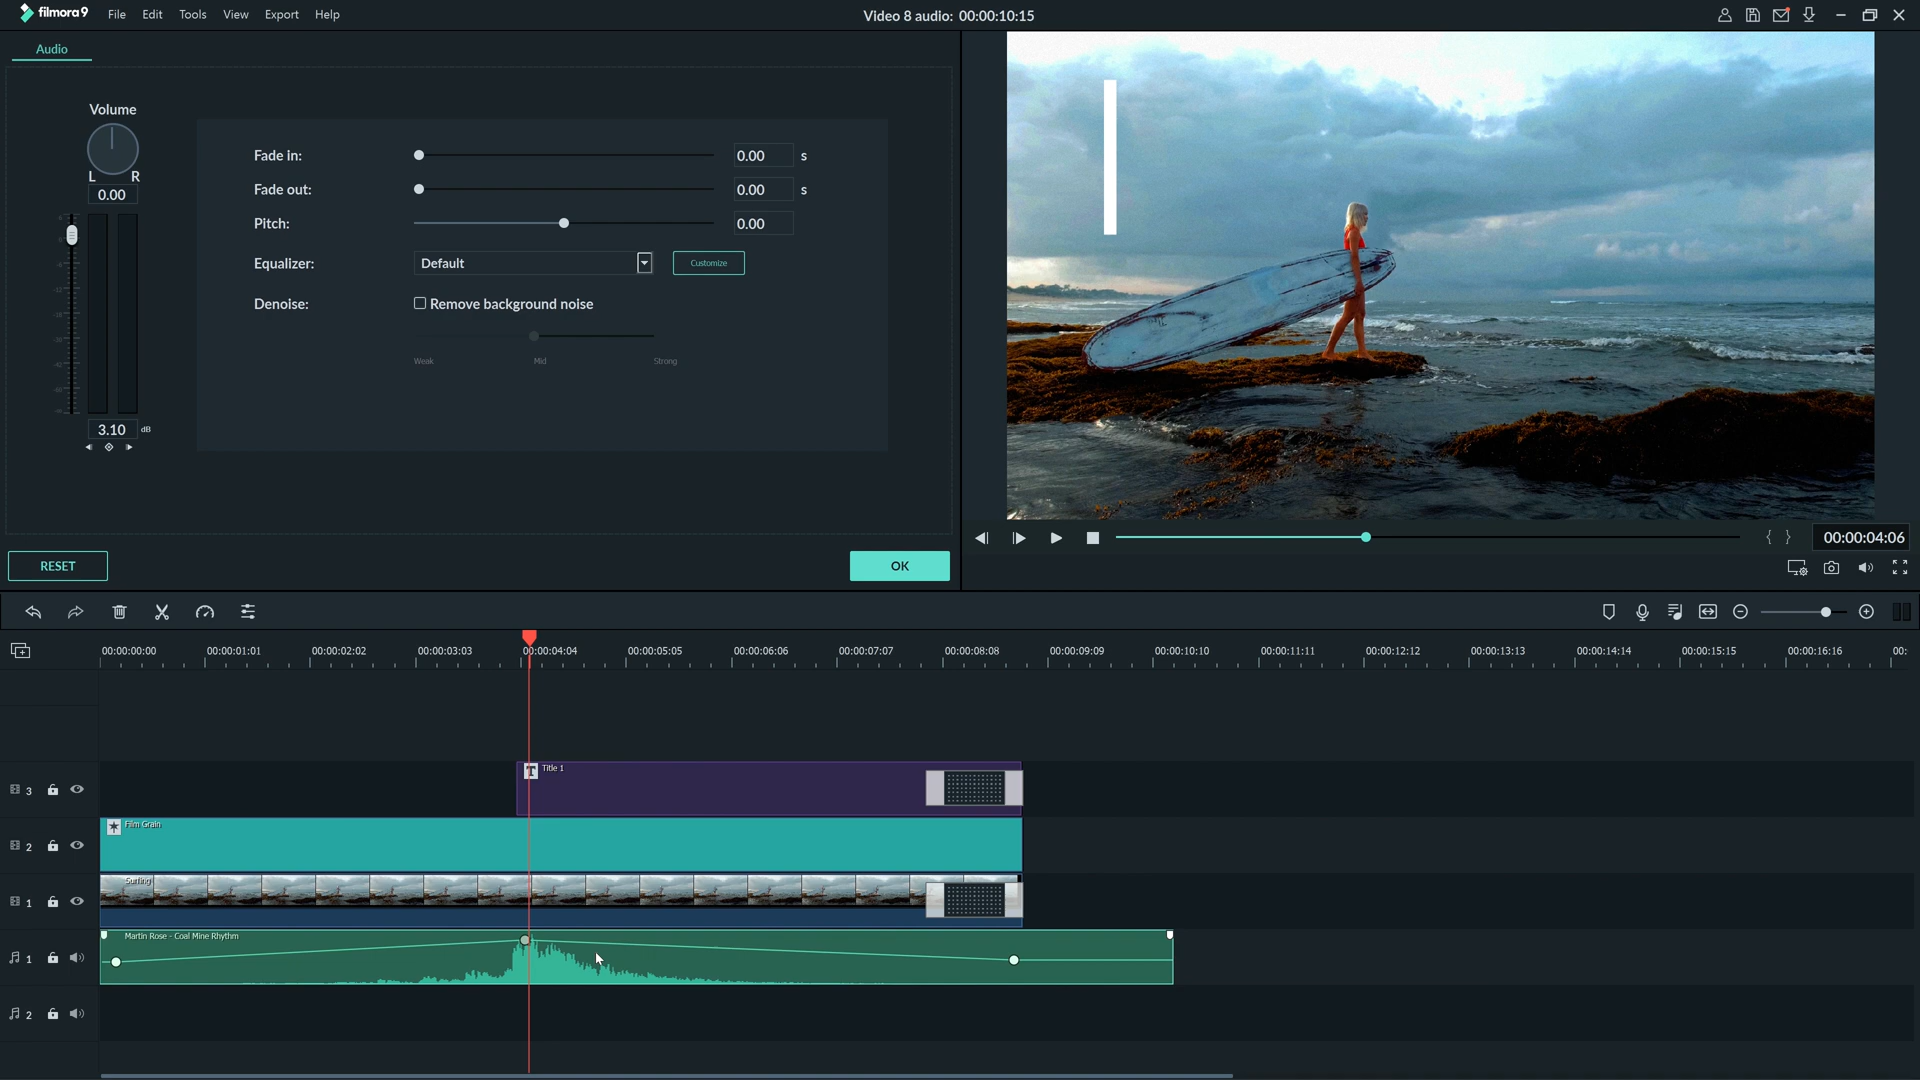 filmora9 File Edit Tools View Export Help
Video 8 audio: 00:00:10:15
Audio
Volume
L R
0.00
3.10 dB
Fade in: 0.00 s
Fade out: 0.00 s
Pitch: 0.00
Equalizer: Default Customize
Denoise: Remove background noise
Weak Mid Strong
RESET OK
00:00:04:06
00:00:00:00 00:00:01:01 00:00:02:02 00:00:03:03 00:00:04:04 00:00:05:05 00:00:06:06 00:00:07:07 00:00:08:08 00:00:09:09 00:00:10:10 00:00:11:11 00:00:12:12 00:00:13:13 00:00:14:14 00:00:15:15 00:00:16:16 00:
3 T Title 1
2 Film Grain
1 Surfing
1 Martin Rose - Coal Mine Rhythm
2